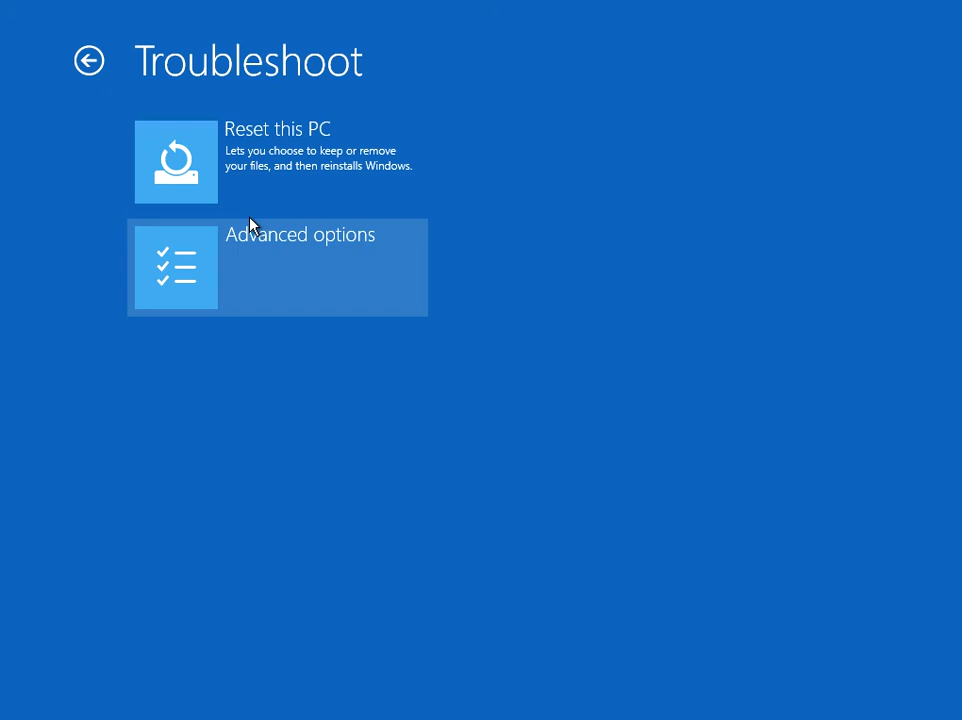 Troubleshoot
Reset this PC
Lets you choose to keep or remove
your files, and then reinstalls Windows.
Advanced options